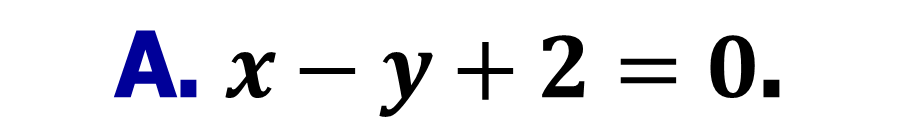 A. x − y + 2 = 0.